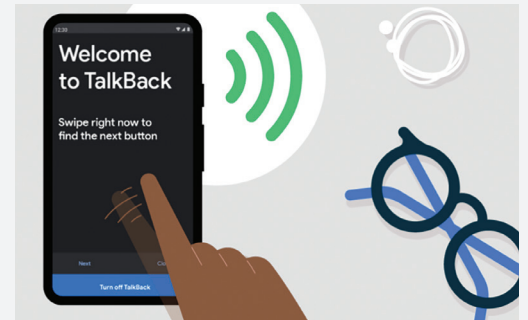 12:30
Welcome
to TalkBack
Swipe right now to
find the next button
Next
Turn off TalkBack